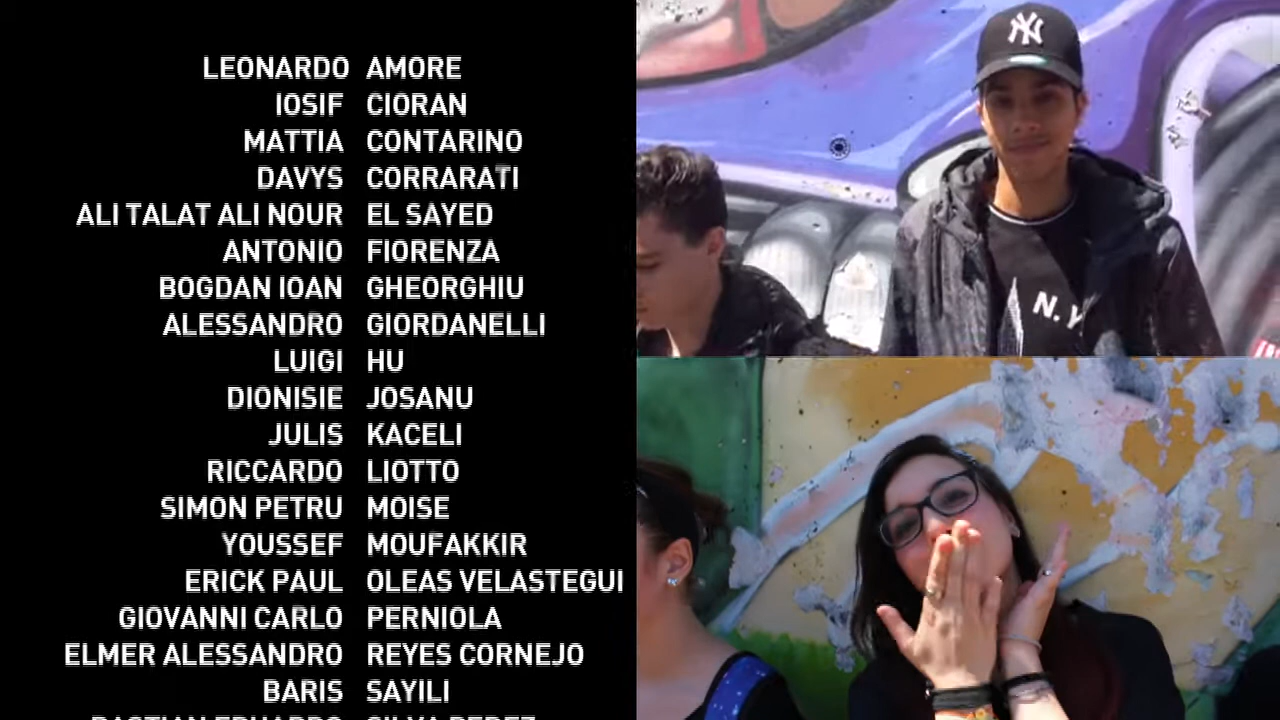 LEONARDO AMORE
IOSIF CIORAN
MATTIA CONTARINO
DAVYS CORRARATI
ALI TALAT ALI NOUR EL SAYED
ANTONIO FIORENZA
BOGDAN IOAN GHEORGHIU
ALESSANDRO GIORDANELLI
LUIGI HU
DIONISIE JOSANU
JULIS KACELI
RICCARDO LIOTTO
SIMON PETRU MOISE
YOUSSEF MOUFAKKIR
ERICK PAUL OLEAS VELASTEGUI
GIOVANNI CARLO PERNIOLA
ELMER ALESSANDRO REYES CORNEJO
BARIS SAYILI
NY
N.Y